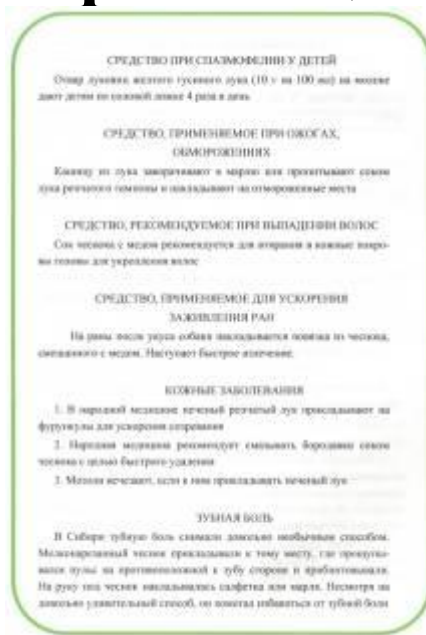 СРЕДСТВО ПРИ СПАЗМОФИЛИИ У ДЕТЕЙ
Отвар луковиц желтого гусиного лука (10 г на 100 мл) на молоке
дают детям по столовой ложке 4 раза в день
СРЕДСТВО, ПРИМЕНЯЕМОЕ ПРИ ОЖОГАХ,
ОБМОРОЖЕНИЯХ
Кашицу из лука заворачивают в марлю или пропитывают соком
лука репчатого тампоны и накладывают на отмороженные места
СРЕДСТВО, РЕКОМЕНДУЕМОЕ ПРИ ВЫПАДЕНИИ ВОЛОС
Сок чеснока с медом рекомендуется для втирания в кожные покро-
вы головы для укрепления волос
СРЕДСТВО, ПРИМЕНЯЕМОЕ ДЛЯ УСКОРЕНИЯ
ЗАЖИВЛЕНИЯ РАН
На раны после укуса собаки накладывается повязка из чеснока,
смешанного с медом. Наступает быстрое излечение.
КОЖНЫЕ ЗАБОЛЕВАНИЯ
1. В народной медицине печеный репчатый лук прикладывают на
фурункулы для ускорения созревания
2. Народная медицина рекомендует смазывать бородавки соком
чеснока с целью быстрого удаления
3. Мозоли исчезают, если к ним прикладывать печеный лук
ЗУБНАЯ БОЛЬ
В Сибири зубную боль снимали довольно необычным способом.
Мелконарезанный чеснок прикладывали к тому месту, где прощупы-
вался пульс на противоположной к зубу стороне и прибинтовывали.
На руку под чеснок накладывалась салфетка или марля. Несмотря на
довольно удивительный способ, он помогал избавиться от зубной боли